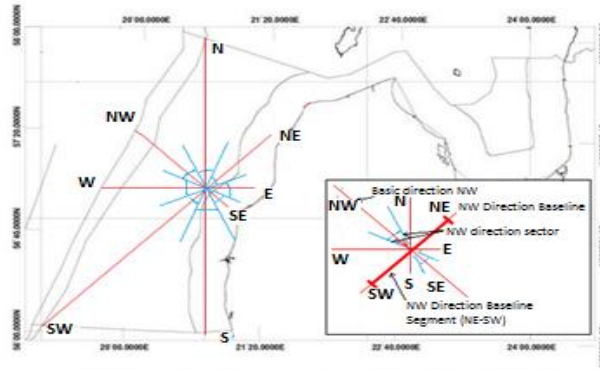 20 00.0000E 21 20.0000E 22 40.0000E 24 00.0000E
58 00.0000N
N
57 20.0000N
NW
NE
W
E
SE
56 40.0000N
SW
S
56 00.0000N
Basic direction NW
NW
N
NE
NW Direction Baseline
NW direction sector
W
E
S
SE
SW
NW Direction Baseline
Segment (NE-SW)
20 00.0000E 21 20.0000E 22 40.0000E 24 00.0000E